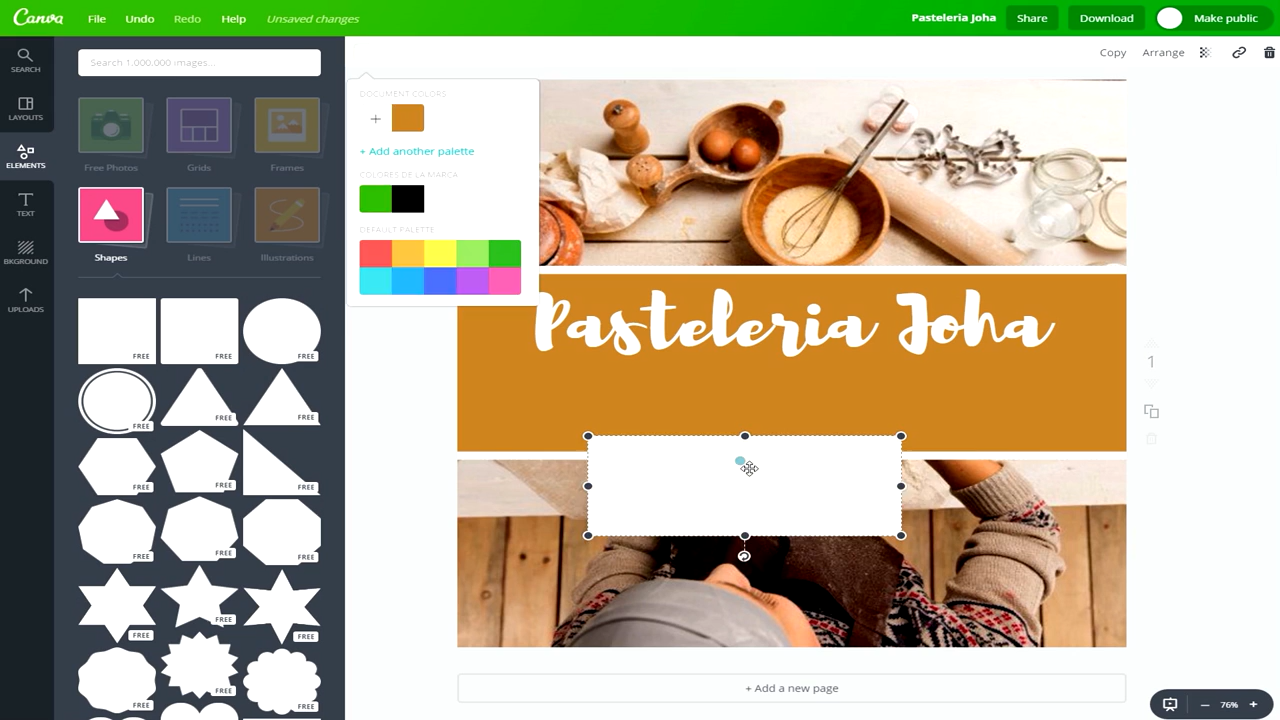 Canva File Undo Redo Help Unsaved changes Pasteleria Joha Share Download Make public
Copy Arrange
SEARCH
LAYOUTS
ELEMENTS
TEXT
BKGROUND
UPLOADS
Search 1.000.000 images...
Free Photos Grids Frames
Shapes Lines Illustrations
FREE FREE FREE
FREE FREE FREE
FREE FREE FREE
FREE FREE FREE
FREE FREE FREE
FREE FREE FREE
DOCUMENT COLORS
+ Add another palette
COLORES DE LA MARCA
DEFAULT PALETTE
Pasteleria Joha
1
+ Add a new page
76%